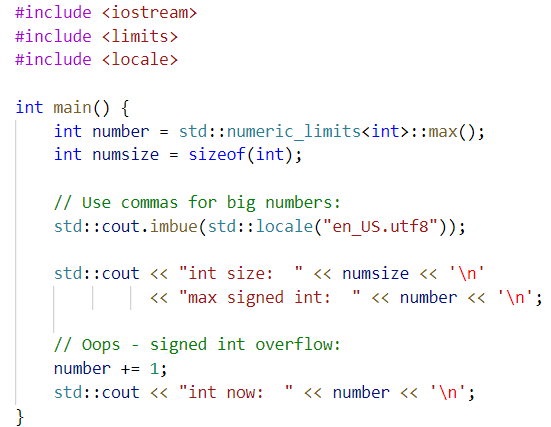 #include <iostream>
#include <limits>
#include <locale>
int main() {
    int number = std::numeric_limits<int>::max();
    int numsize = sizeof(int);
    // Use commas for big numbers:
    std::cout.imbue(std::locale("en_US.utf8"));
    std::cout << "int size:  " << numsize << '\n'
              << "max signed int:  " << number << '\n';
    // Oops - signed int overflow:
    number += 1;
    std::cout << "int now:  " << number << '\n';
}